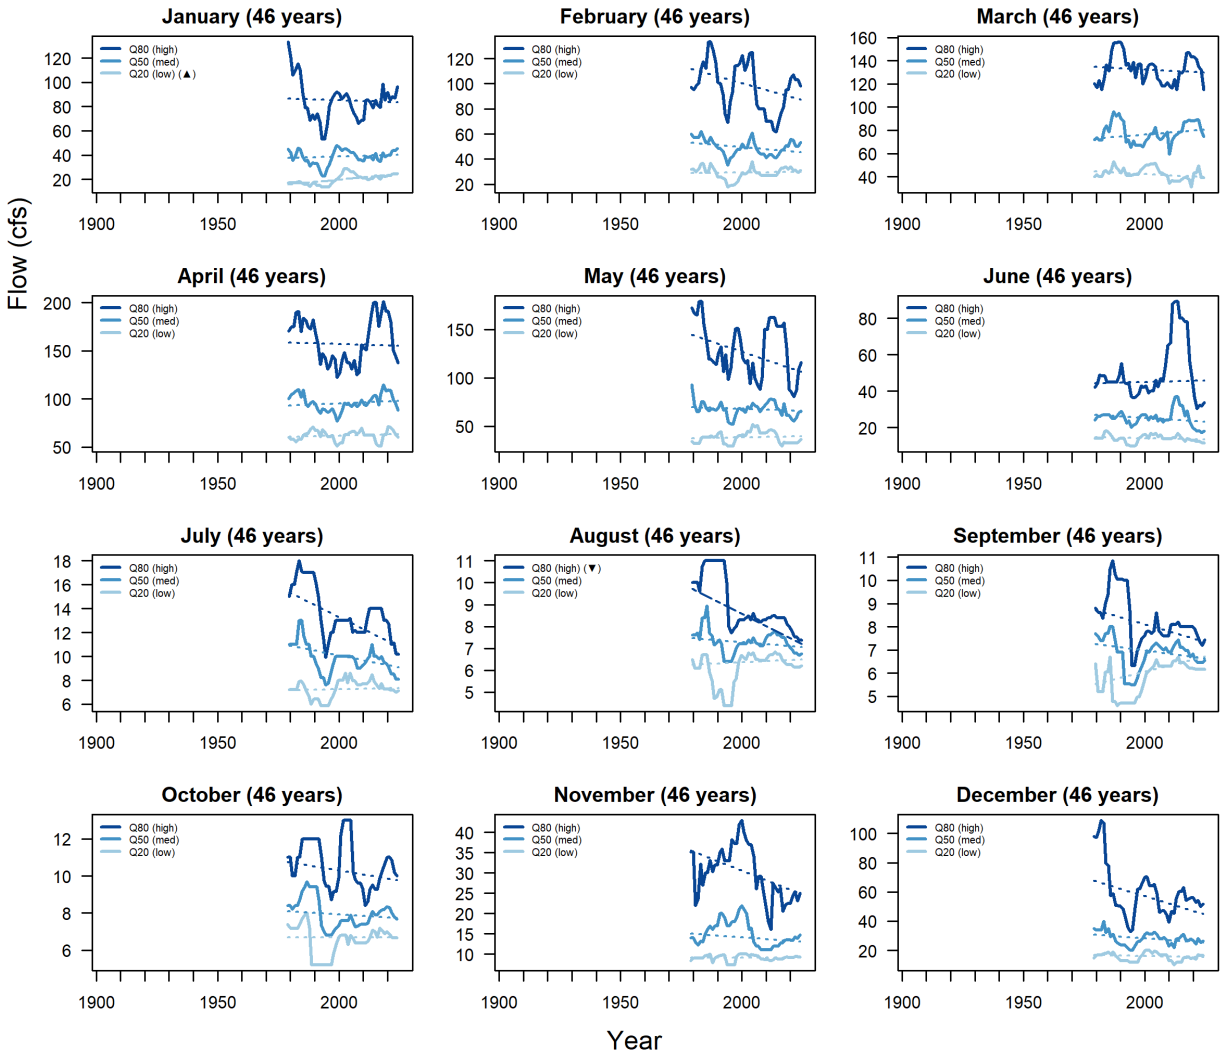 January (46 years)
Q80 (high)
Q50 (med)
Q20 (low) (▲)
120
100
80
60
40
20
1900
1950
2000
February (46 years)
Q80 (high)
Q50 (med)
Q20 (low)
120
100
80
60
40
20
1900
1950
2000
March (46 years)
Q80 (high)
Q50 (med)
Q20 (low)
160
140
120
100
80
60
40
1900
1950
2000
Flow (cfs)
April (46 years)
Q80 (high)
Q50 (med)
Q20 (low)
200
150
100
50
1900
1950
2000
May (46 years)
Q80 (high)
Q50 (med)
Q20 (low)
150
100
50
1900
1950
2000
June (46 years)
Q80 (high)
Q50 (med)
Q20 (low)
80
60
40
20
1900
1950
2000
July (46 years)
Q80 (high)
Q50 (med)
Q20 (low)
18
16
14
12
10
8
6
1900
1950
2000
August (46 years)
Q80 (high) (▼)
Q50 (med)
Q20 (low)
11
10
9
8
7
6
5
1900
1950
2000
September (46 years)
Q80 (high)
Q50 (med)
Q20 (low)
11
10
9
8
7
6
5
1900
1950
2000
October (46 years)
Q80 (high)
Q50 (med)
Q20 (low)
12
10
8
6
1900
1950
2000
November (46 years)
Q80 (high)
Q50 (med)
Q20 (low)
40
35
30
25
20
15
10
1900
1950
2000
December (46 years)
Q80 (high)
Q50 (med)
Q20 (low)
100
80
60
40
20
1900
1950
2000
Year